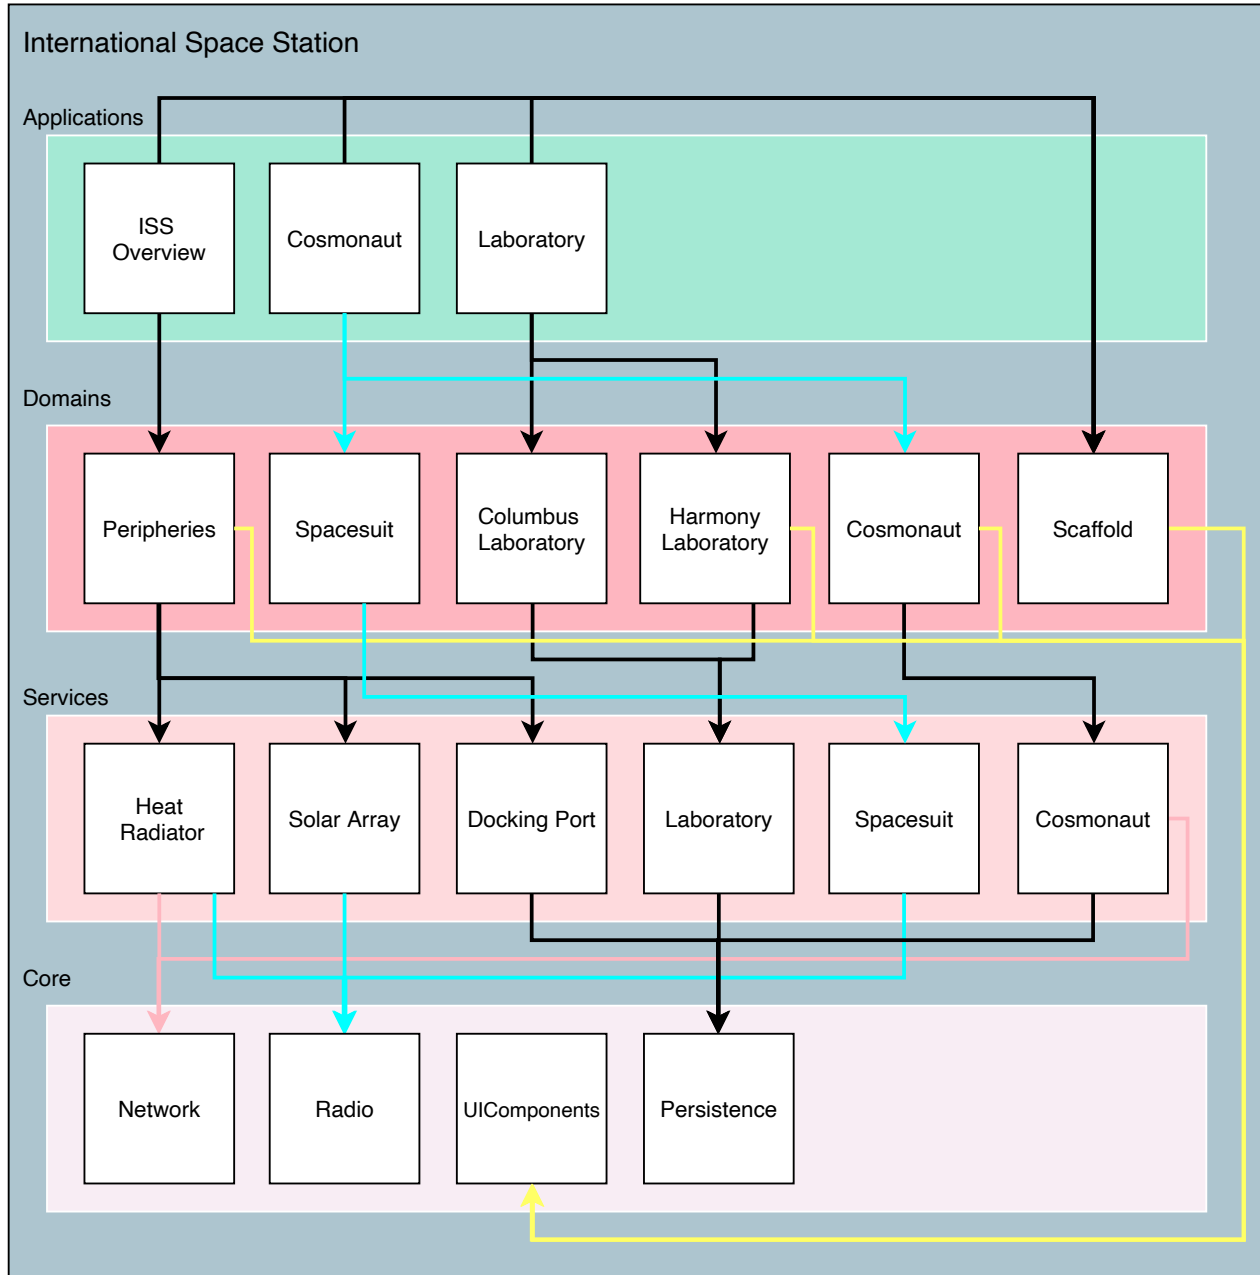 International Space Station
Applications
ISS
Overview
Cosmonaut
Laboratory
Domains
Peripheries
Spacesuit
Columbus
Laboratory
Harmony
Laboratory
Cosmonaut
Scaffold
Services
Heat
Radiator
Solar Array
Docking Port
Laboratory
Spacesuit
Cosmonaut
Core
Network
Radio
UIComponents
Persistence